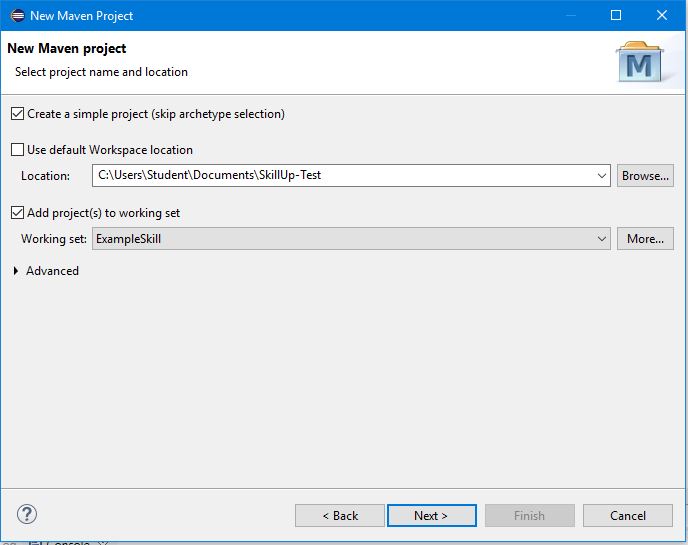 New Maven Project
New Maven project
Select project name and location
M
Create a simple project (skip archetype selection)
Use default Workspace location
Location: C:\Users\Student\Documents\SkillUp-Test Browse...
Add project(s) to working set
Working set: ExampleSkill More...
Advanced
? < Back Next > Finish Cancel
Console